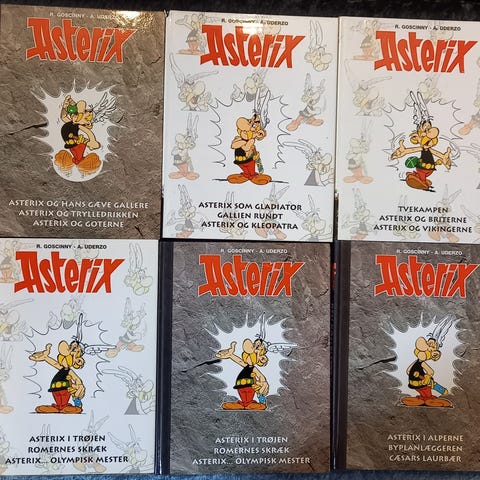 R. GOSCINNY - A. UDERZO
Asterix
ASTERIX OG HANS GÆVE GALLERE
ASTERIX OG TRYLLEDRIKKEN
ASTERIX OG GOTERNE
R. GOSCINNY - A. UDERZO
Asterix
ASTERIX SOM GLADIATOR
GALLIEN RUNDT
ASTERIX OG KLEOPATRA
R. GOSCINNY - A. UDERZO
Asterix
TVEKAMPEN
ASTERIX OG BRITERNE
ASTERIX OG VIKINGERNE
R. GOSCINNY - A. UDERZO
Asterix
ASTERIX I TRØJEN
ROMERNES SKRÆK
ASTERIX... OLYMPISK MESTER
R. GOSCINNY - A. UDERZO
Asterix
ASTERIX I TRØJEN
ROMERNES SKRÆK
ASTERIX... OLYMPISK MESTER
R. GOSCINNY - A. UDERZO
Asterix
ASTERIX I ALPERNE
BYPLANLÆGGEREN
CÆSARS LAURBÆR